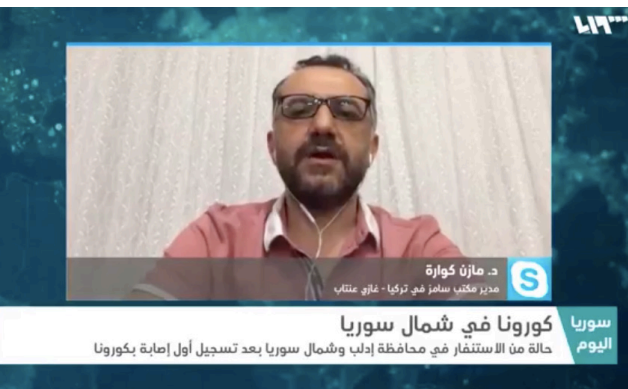 سوريا
د. مازن كوارة
مدير مكتب سامز في تركيا - غازي عنتاب
سوريا اليوم
كورونا في شمال سوريا
حالة من الاستنفار في محافظة إدلب وشمال سوريا بعد تسجيل أول إصابة بكورونا